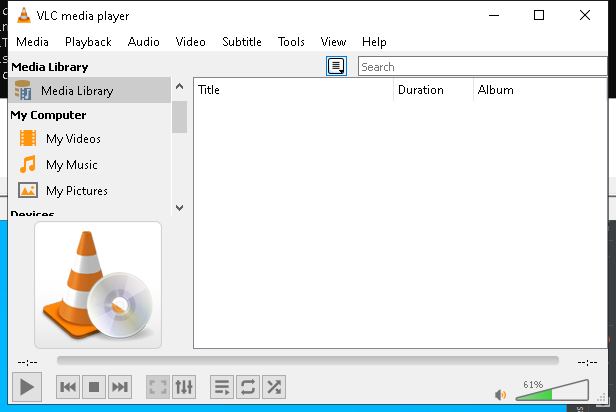 VLC media player
Media Playback Audio Video Subtitle Tools View Help
Media Library
Search
Media Library
Title Duration Album
My Computer
My Videos
My Music
My Pictures
Devices
--:-- --:--
61%